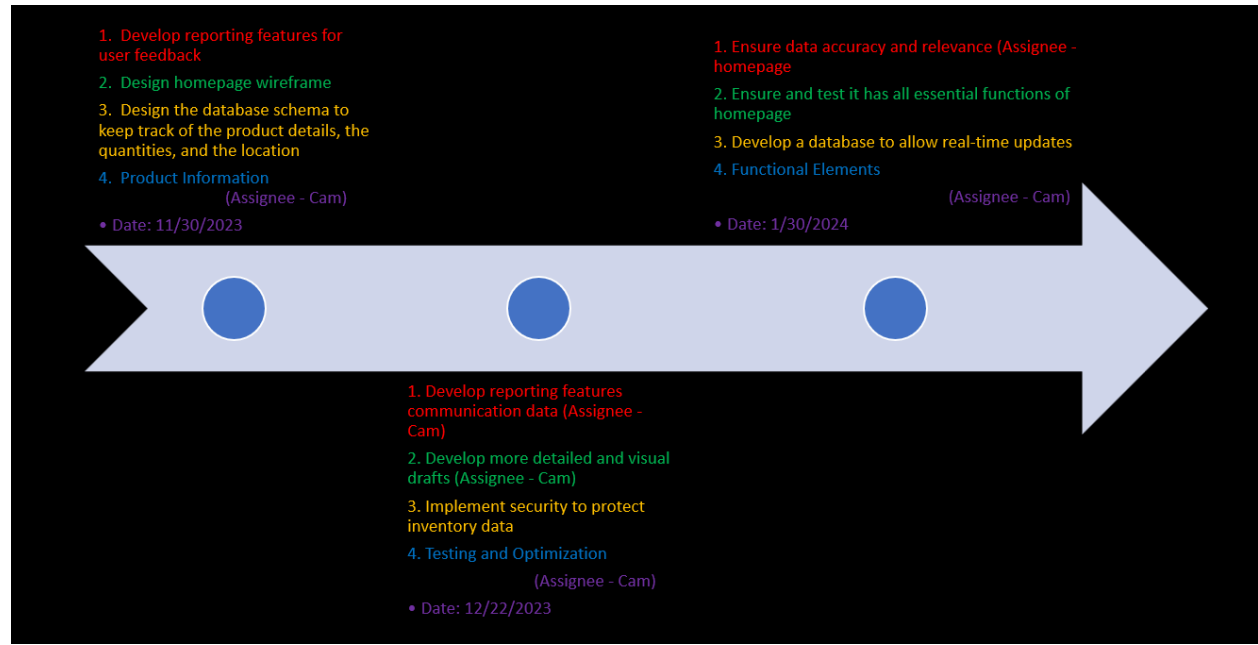 1.  Develop reporting features for
user feedback
2.  Design homepage wireframe
3.  Design the database schema to
keep track of the product details, the
quantities, and the location
4.  Product Information
(Assignee - Cam)
• Date: 11/30/2023
1. Develop reporting features
communication data (Assignee -
Cam)
2. Develop more detailed and visual
drafts (Assignee - Cam)
3. Implement security to protect
inventory data
4. Testing and Optimization
(Assignee - Cam)
• Date: 12/22/2023
1. Ensure data accuracy and relevance (Assignee -
homepage
2. Ensure and test it has all essential functions of
homepage
3. Develop a database to allow real-time updates
4. Functional Elements
(Assignee - Cam)
• Date: 1/30/2024